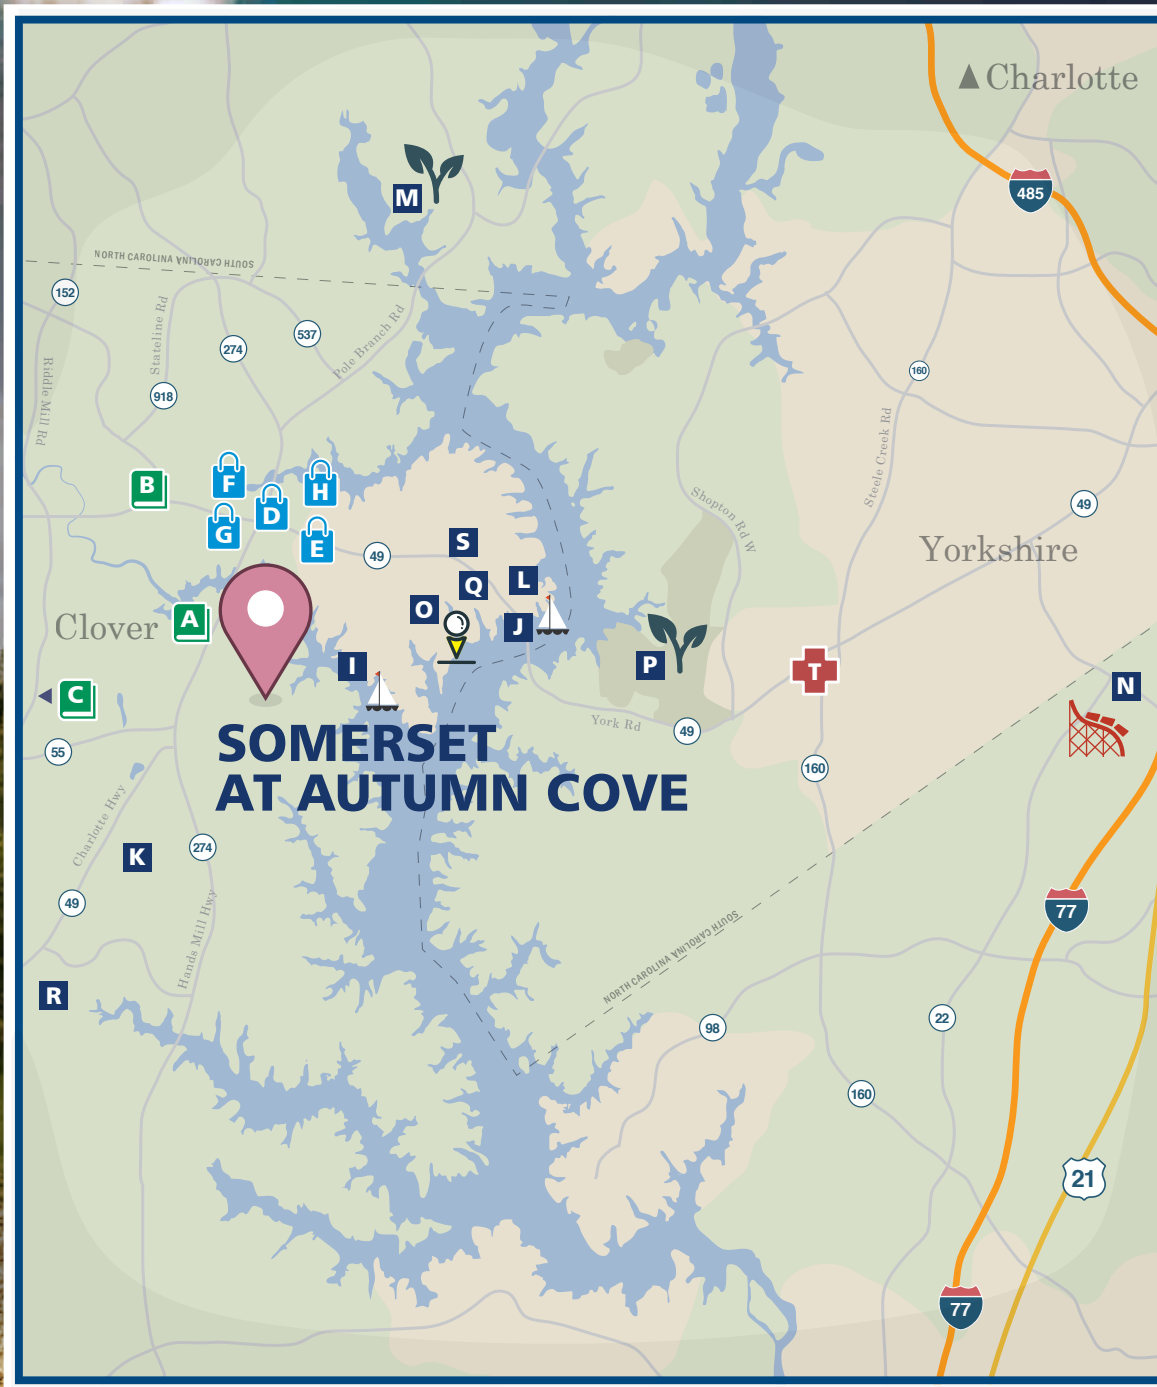 Charlotte
485
M
SOUTH CAROLINA
NORTH CAROLINA
152
Stateline Rd
537
274
Pole Branch Rd
Riddle Mill Rd
918
160
Steele Creek Rd
F
H
B
D
G
E
Shopton Rd W
49
49
S
Yorkshire
Q
L
O
A
Clover
J
I
P
T
N
C
York Rd
49
55
SOMERSET
AT AUTUMN COVE
160
Charlotte Hwy
K
274
49
77
Hands Mill Hwy
SOUTH CAROLINA
NORTH CAROLINA
R
98
22
160
21
77